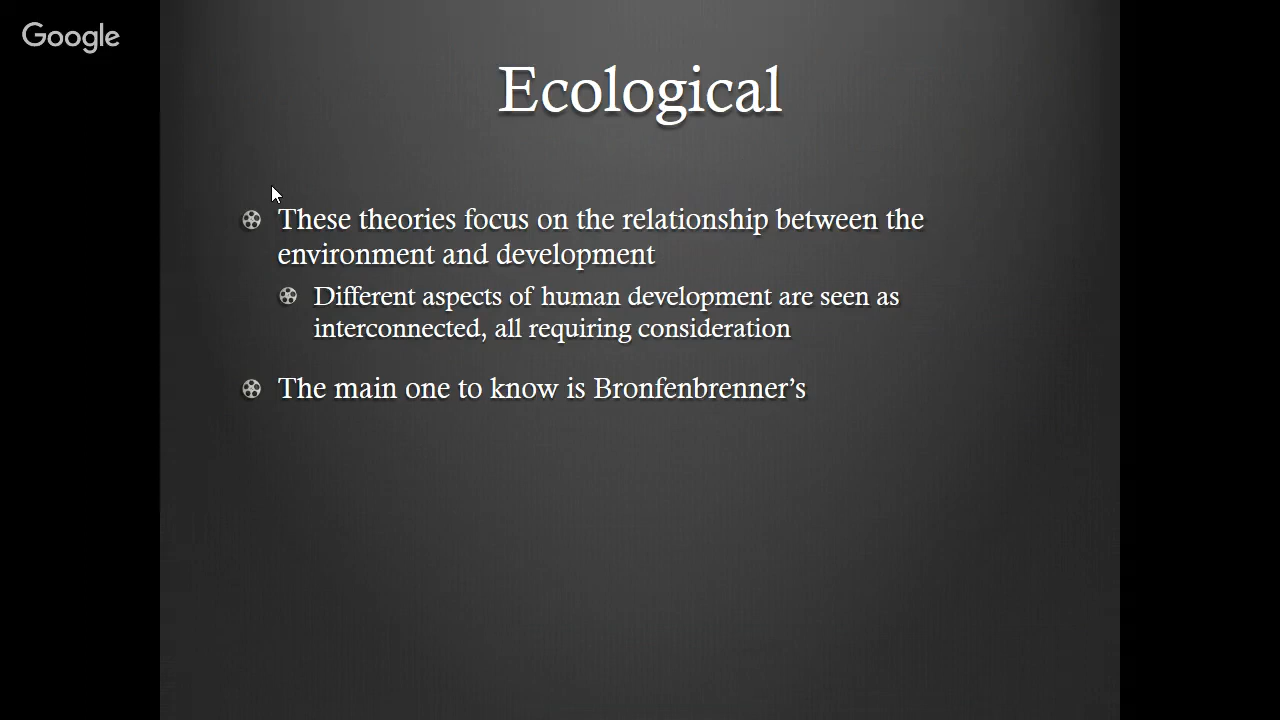 Google
Ecological
These theories focus on the relationship between the
environment and development
Different aspects of human development are seen as
interconnected, all requiring consideration
The main one to know is Bronfenbrenner’s